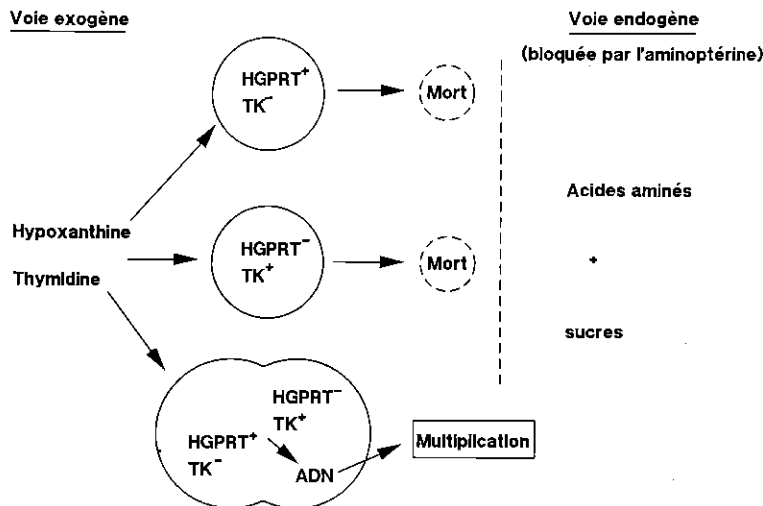 Voie exogène
Voie endogène
(bloquée par l'aminoptérine)
HGPRT+
TK-
Mort
Acides aminés
Hypoxanthine
Thymidine
HGPRT-
TK+
Mort
+
sucres
HGPRT-
TK+
HGPRT+
TK-
ADN
Multiplication